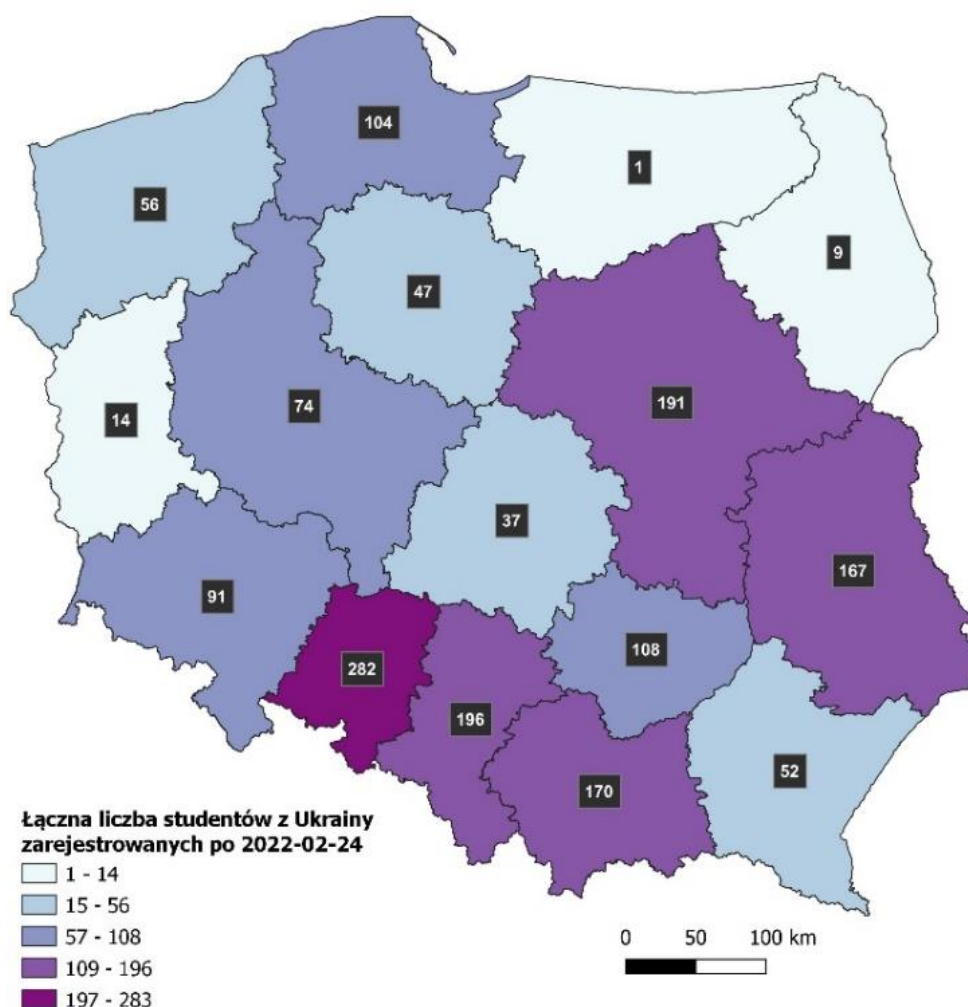 104
1
56
9
47
191
74
14
37
167
91
108
282
196
52
170
Łączna liczba studentów z Ukrainy
zarejestrowanych po 2022-02-24
1 - 14
15 - 56
57 - 108
109 - 196
197 - 283
0 50 100 km